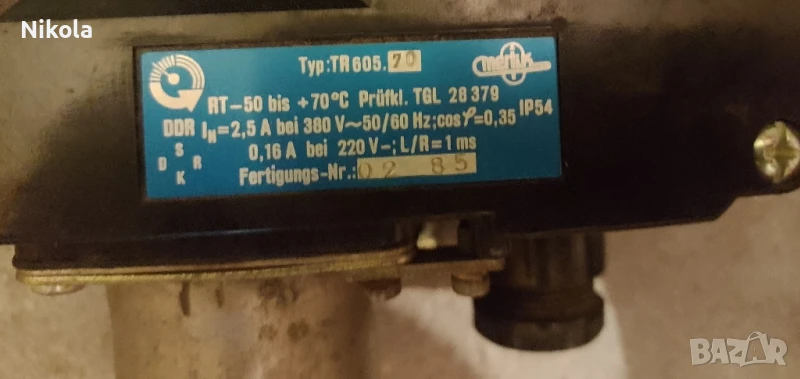 Nikola
Typ:TR605.70
RT-50 bis +70°C Prüfkl. TGL 28 379
DDR Iₙ=2,5 A bei 380 V~50/60 Hz;cosφ=0,35 IP54
0,16 A bei 220 V-; L/R=1 ms
S
D R
K
Fertigungs-Nr.: 02 85
BAZAR